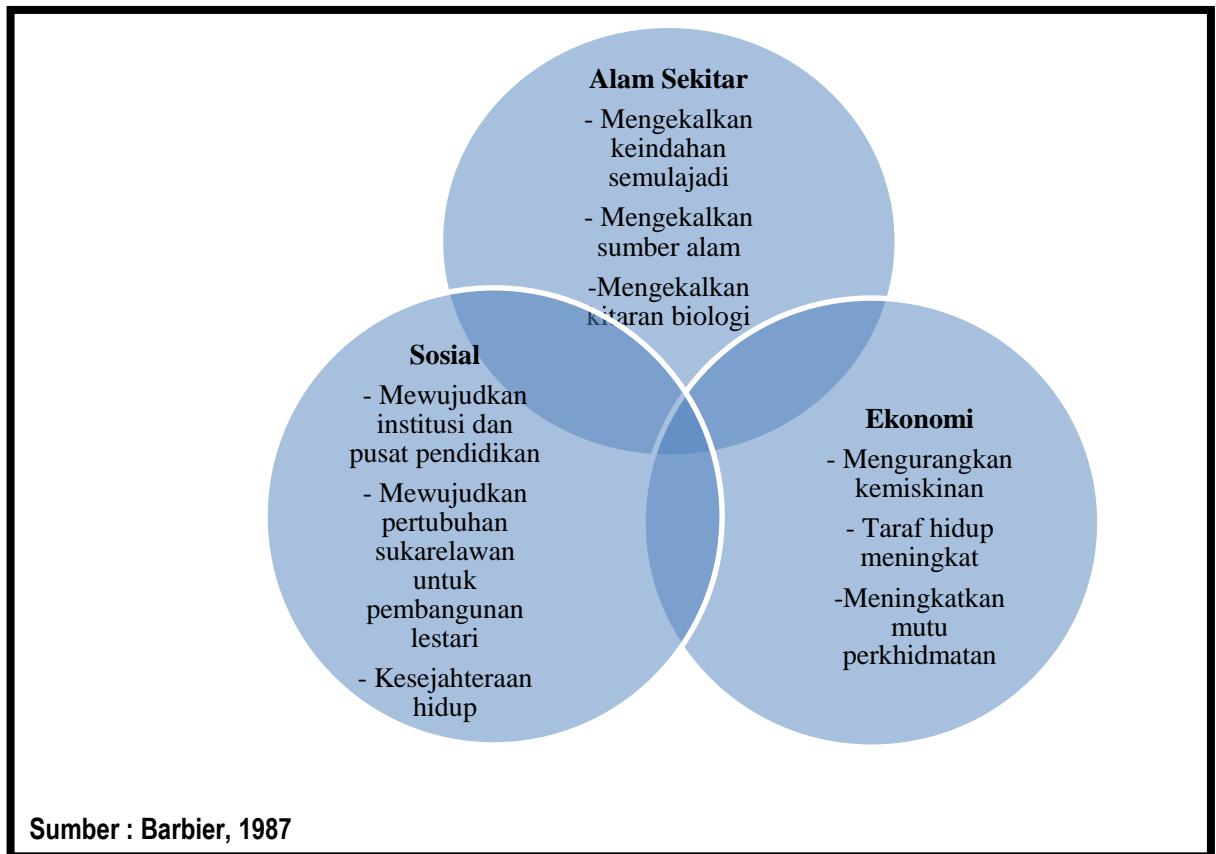 Alam Sekitar
- Mengekalkan
keindahan
semulajadi
- Mengekalkan
sumber alam
-Mengekalkan
kitaran biologi
Sosial
- Mewujudkan
institusi dan
pusat pendidikan
- Mewujudkan
pertubuhan
sukarelawan
untuk
pembangunan
lestari
- Kesejahteraan
hidup
Ekonomi
- Mengurangkan
kemiskinan
- Taraf hidup
meningkat
-Meningkatkan
mutu
perkhidmatan
Sumber : Barbier, 1987